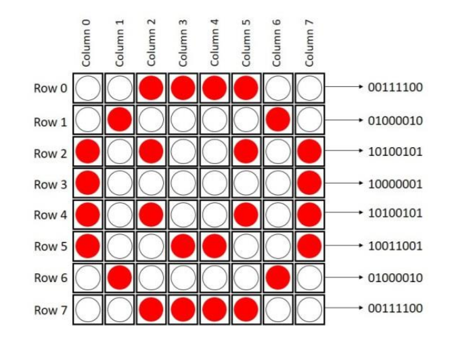 Column 0 Column 1 Column 2 Column 3 Column 4 Column 5 Column 6 Column 7
Row 0 00111100
Row 1 01000010
Row 2 10100101
Row 3 10000001
Row 4 10100101
Row 5 10011001
Row 6 01000010
Row 7 00111100